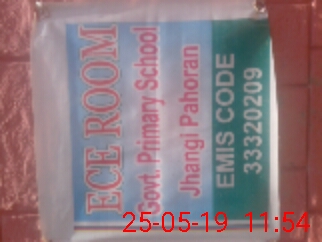 ECE ROOM
Govt. Primary School
Jhangi Pahoran
EMIS CODE
33320209
25-05-19 11:54